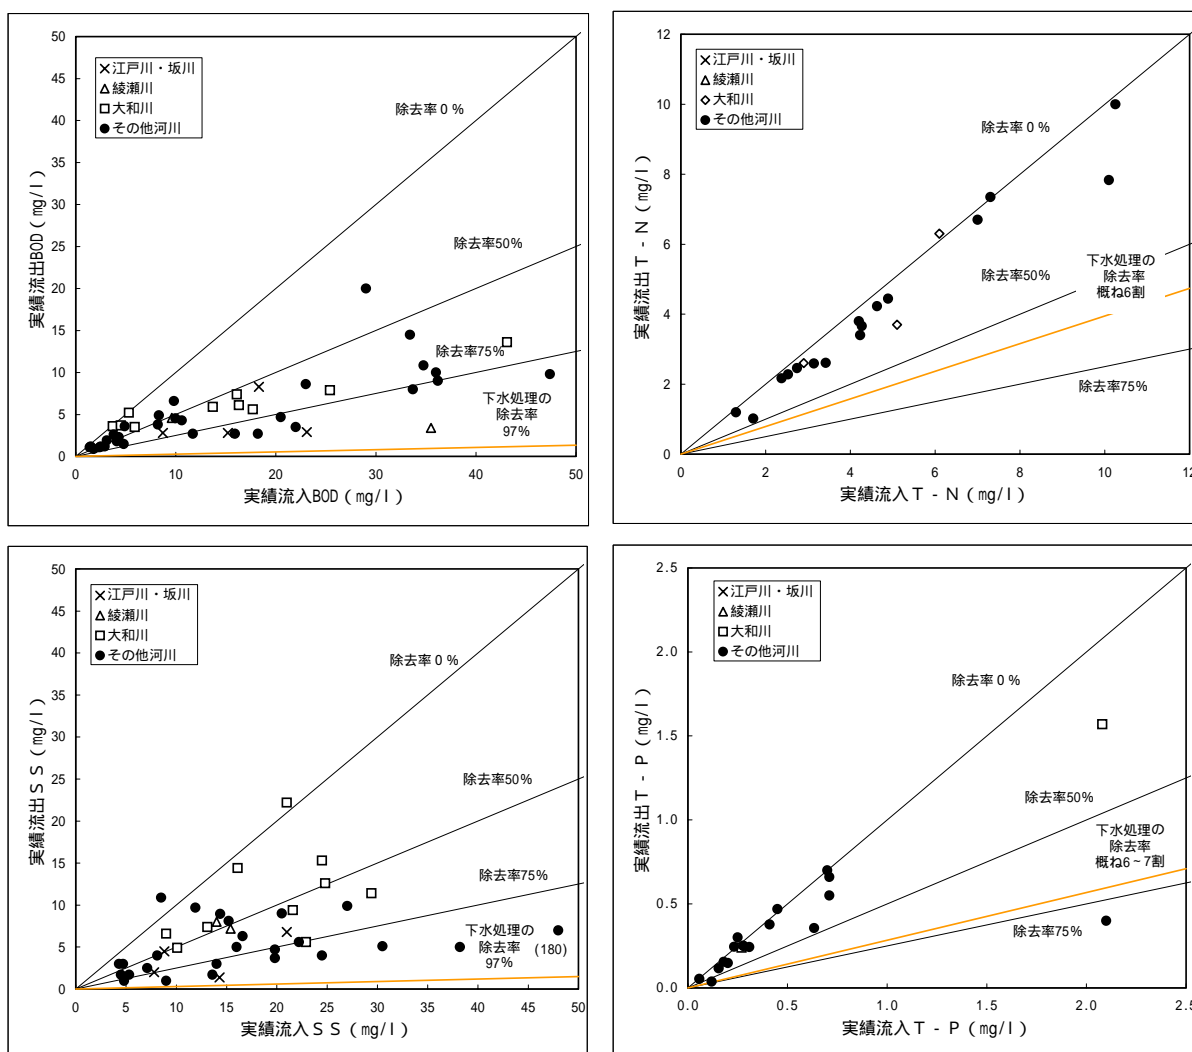 50
45
40
35
30
25
20
15
10
5
0
0
10
20
30
40
50
実績流出BOD(mg/l)
実績流入BOD(mg/l)
江戸川・坂川
綾瀬川
大和川
その他河川
除去率0%
除去率50%
除去率75%
下水処理の
除去率
97%
12
10
8
6
4
2
0
0
2
4
6
8
10
12
実績流出T-N(mg/l)
実績流入T-N(mg/l)
江戸川・坂川
綾瀬川
大和川
その他河川
除去率0%
除去率50%
下水処理の
除去率
概ね6割
除去率75%
50
45
40
35
30
25
20
15
10
5
0
0
5
10
15
20
25
30
35
40
45
50
実績流出SS(mg/l)
実績流入SS(mg/l)
江戸川・坂川
綾瀬川
大和川
その他河川
除去率0%
除去率50%
除去率75%
下水処理の
除去率
97%
(180)
2.5
2.0
1.5
1.0
0.5
0.0
0.0
0.5
1.0
1.5
2.0
2.5
実績流出T-P(mg/l)
実績流入T-P(mg/l)
江戸川・坂川
綾瀬川
大和川
その他河川
除去率0%
除去率50%
下水処理の
除去率
概ね6~7割
除去率75%